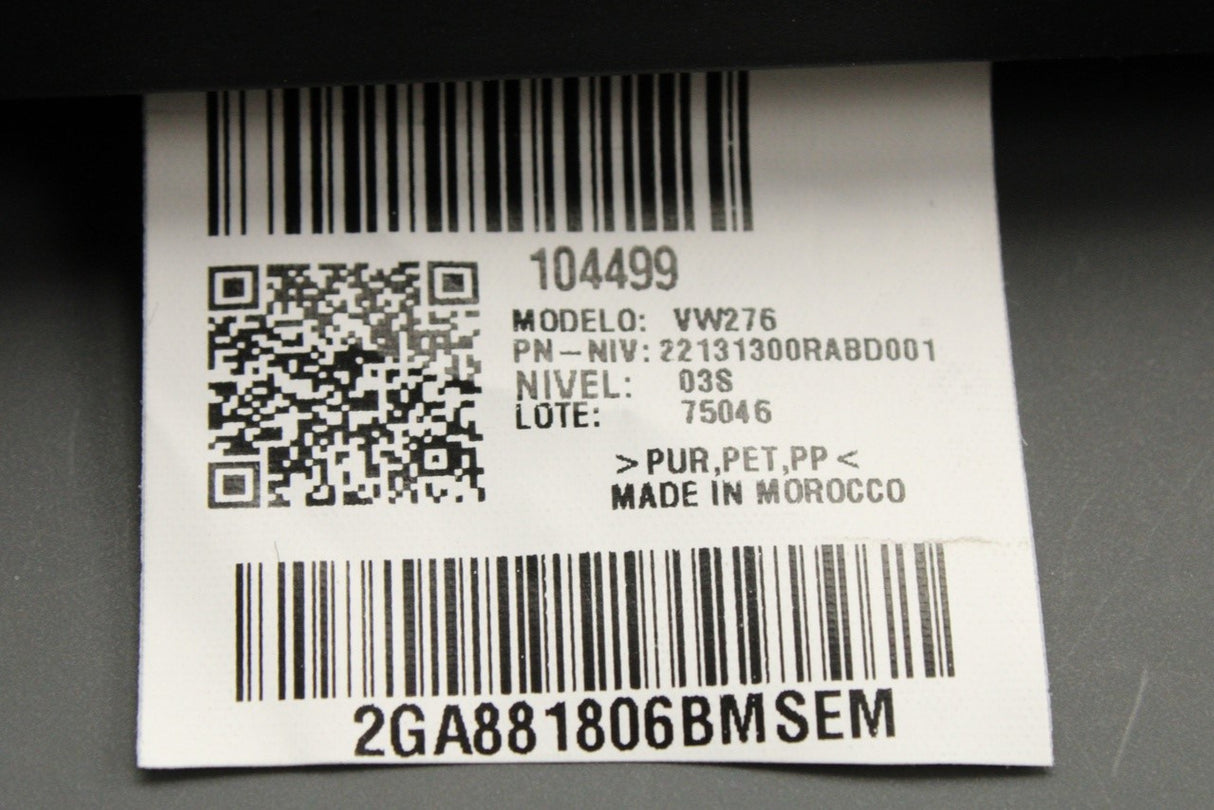 104499
MODELO: VW276
PN-NIV: 22131300RABD001
NIVEL: 03S
LOTE: 75046
>PUR,PET,PP<
MADE IN MOROCCO
2GA881806BMSEM